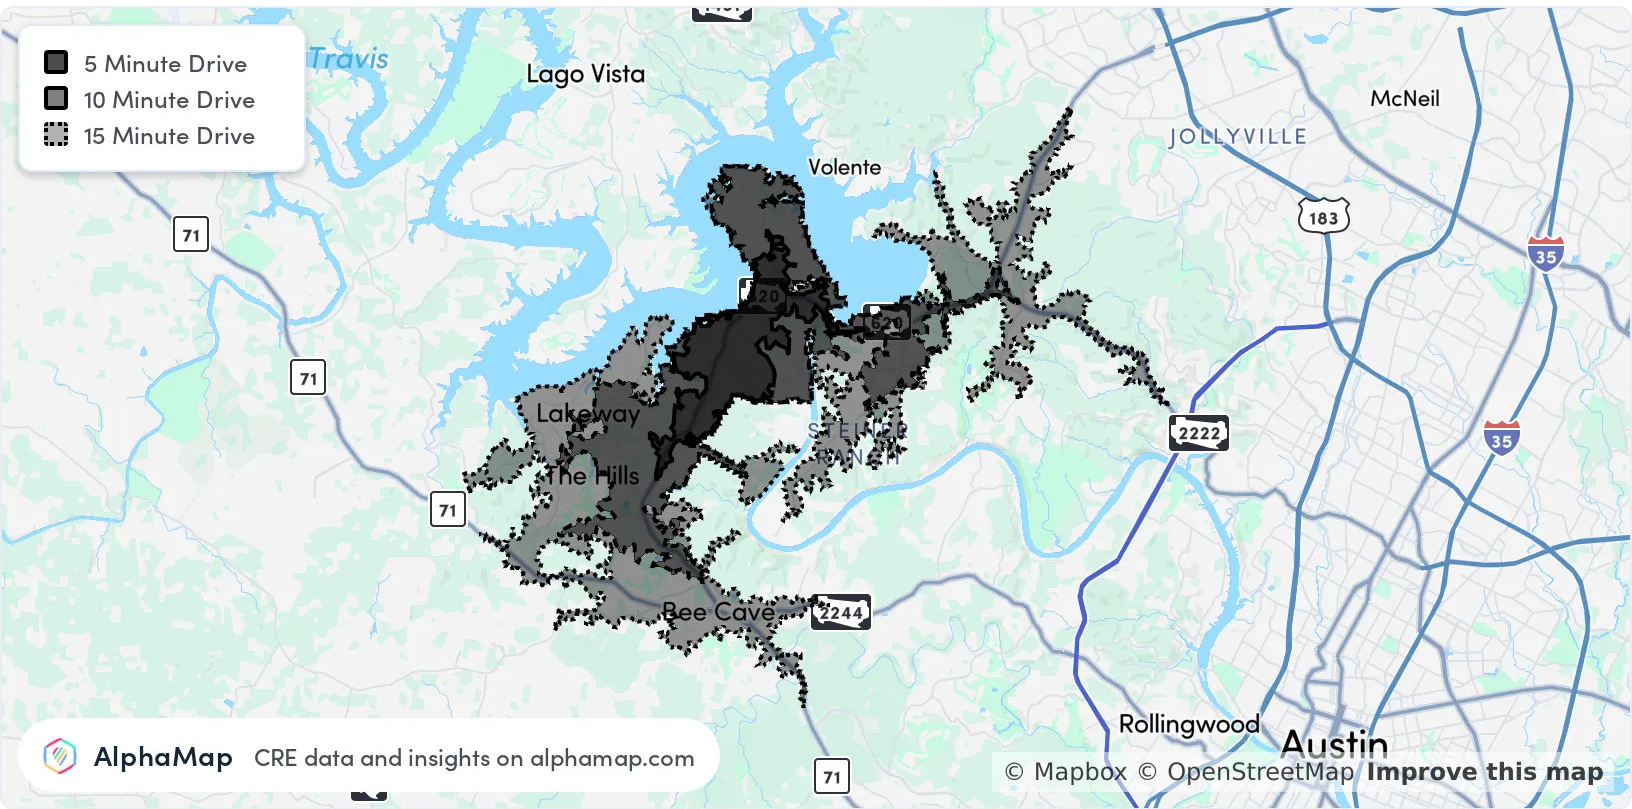 5 Minute Drive
10 Minute Drive
15 Minute Drive
Travis
Lago Vista
McNeil
JOLLYVILLE
Volente
183
71
35
620
71
Lakeway
STEINER
RANCH
2222
35
The Hills
71
Bee Cave
2244
Rollingwood
Austin
AlphaMap
CRE data and insights on alphamap.com
71
© Mapbox © OpenStreetMap Improve this map